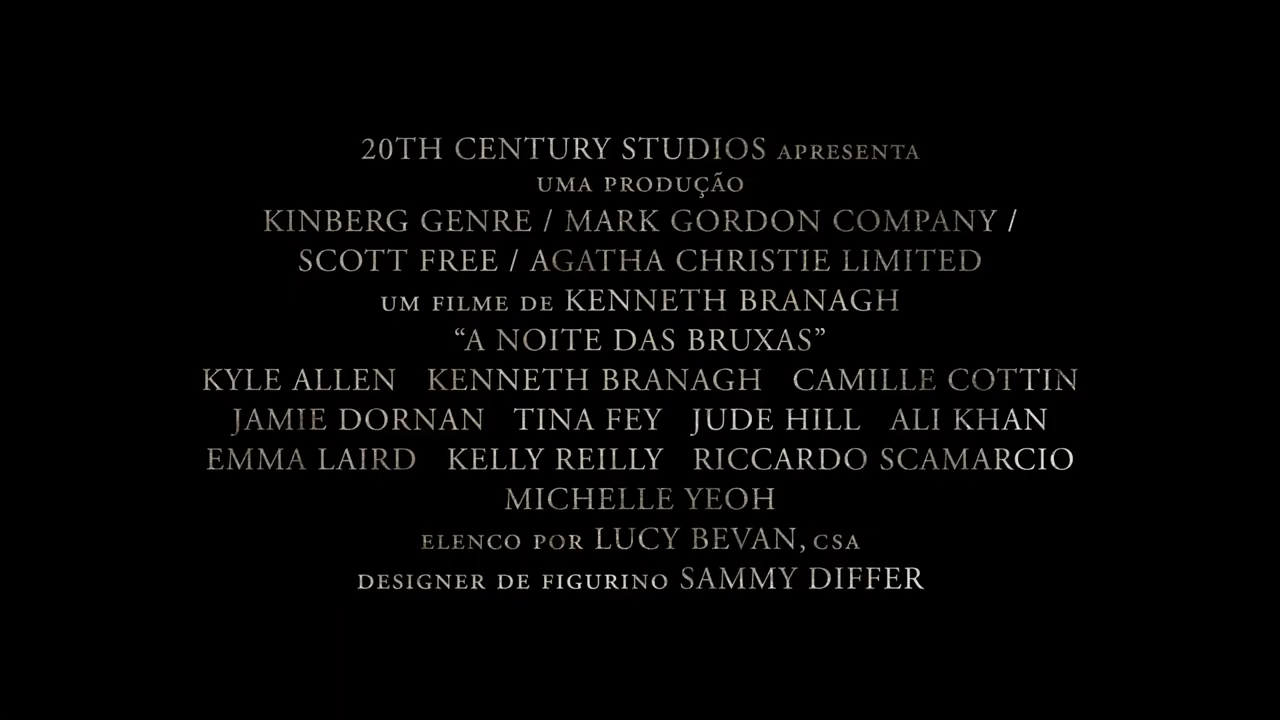 20TH CENTURY STUDIOS APRESENTA
UMA PRODUÇÃO
KINBERG GENRE / MARK GORDON COMPANY /
SCOTT FREE / AGATHA CHRISTIE LIMITED
UM FILME DE KENNETH BRANAGH
“A NOITE DAS BRUXAS”
KYLE ALLEN KENNETH BRANAGH CAMILLE COTTIN
JAMIE DORNAN TINA FEY JUDE HILL ALI KHAN
EMMA LAIRD KELLY REILLY RICCARDO SCAMARCIO
MICHELLE YEOH
ELENCO POR LUCY BEVAN, CSA
DESIGNER DE FIGURINO SAMMY DIFFER